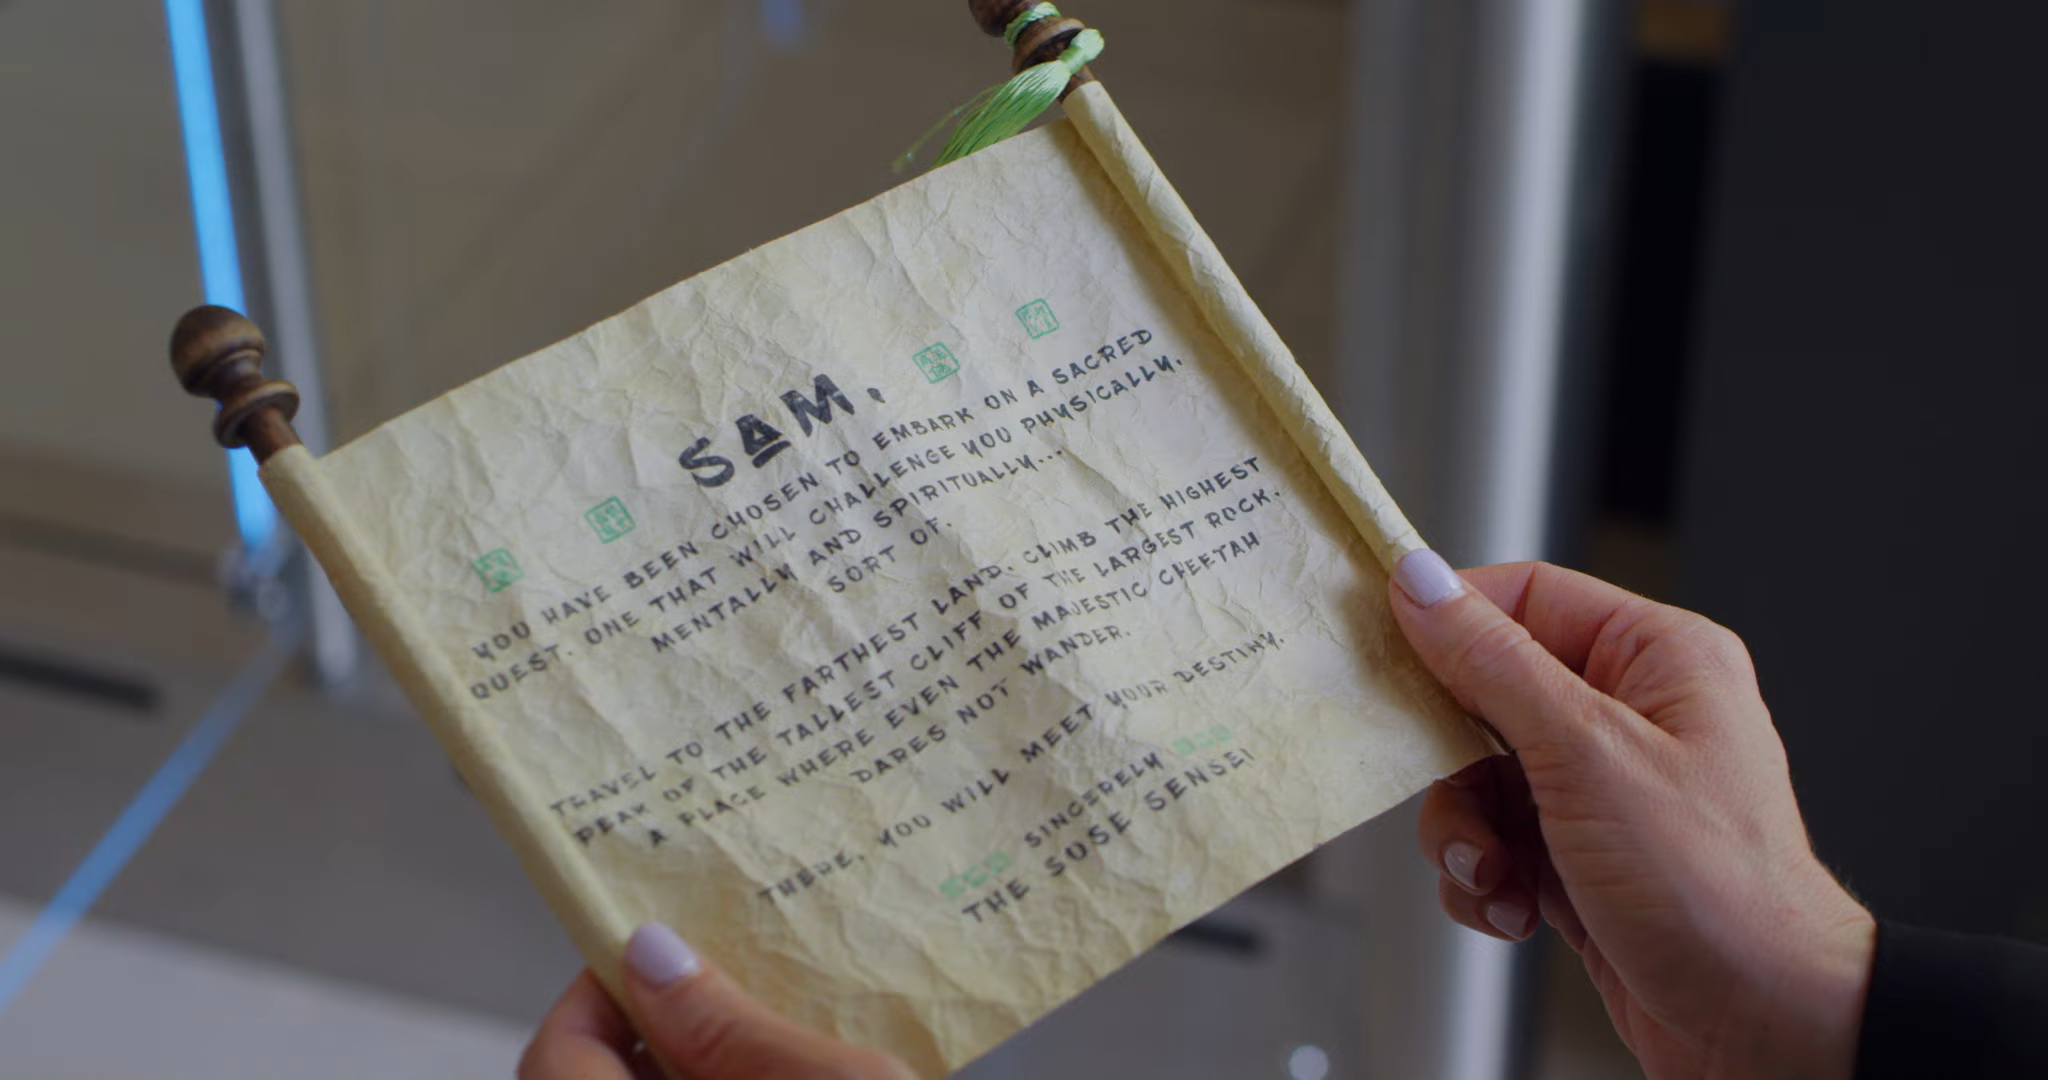 SAM,
YOU HAVE BEEN CHOSEN TO EMBARK ON A SACRED
QUEST. ONE THAT WILL CHALLENGE YOU PHYSICALLY,
MENTALLY AND SPIRITUALLY...
SORT OF.
TRAVEL TO THE FARTHEST LAND. CLIMB THE HIGHEST
PEAK OF THE TALLEST CLIFF OF THE LARGEST ROCK.
A PLACE WHERE EVEN THE MAJESTIC CHEETAH
DARES NOT WANDER.
THERE, YOU WILL MEET YOUR DESTINY.
SINCERELY
THE SOSE SENSEI